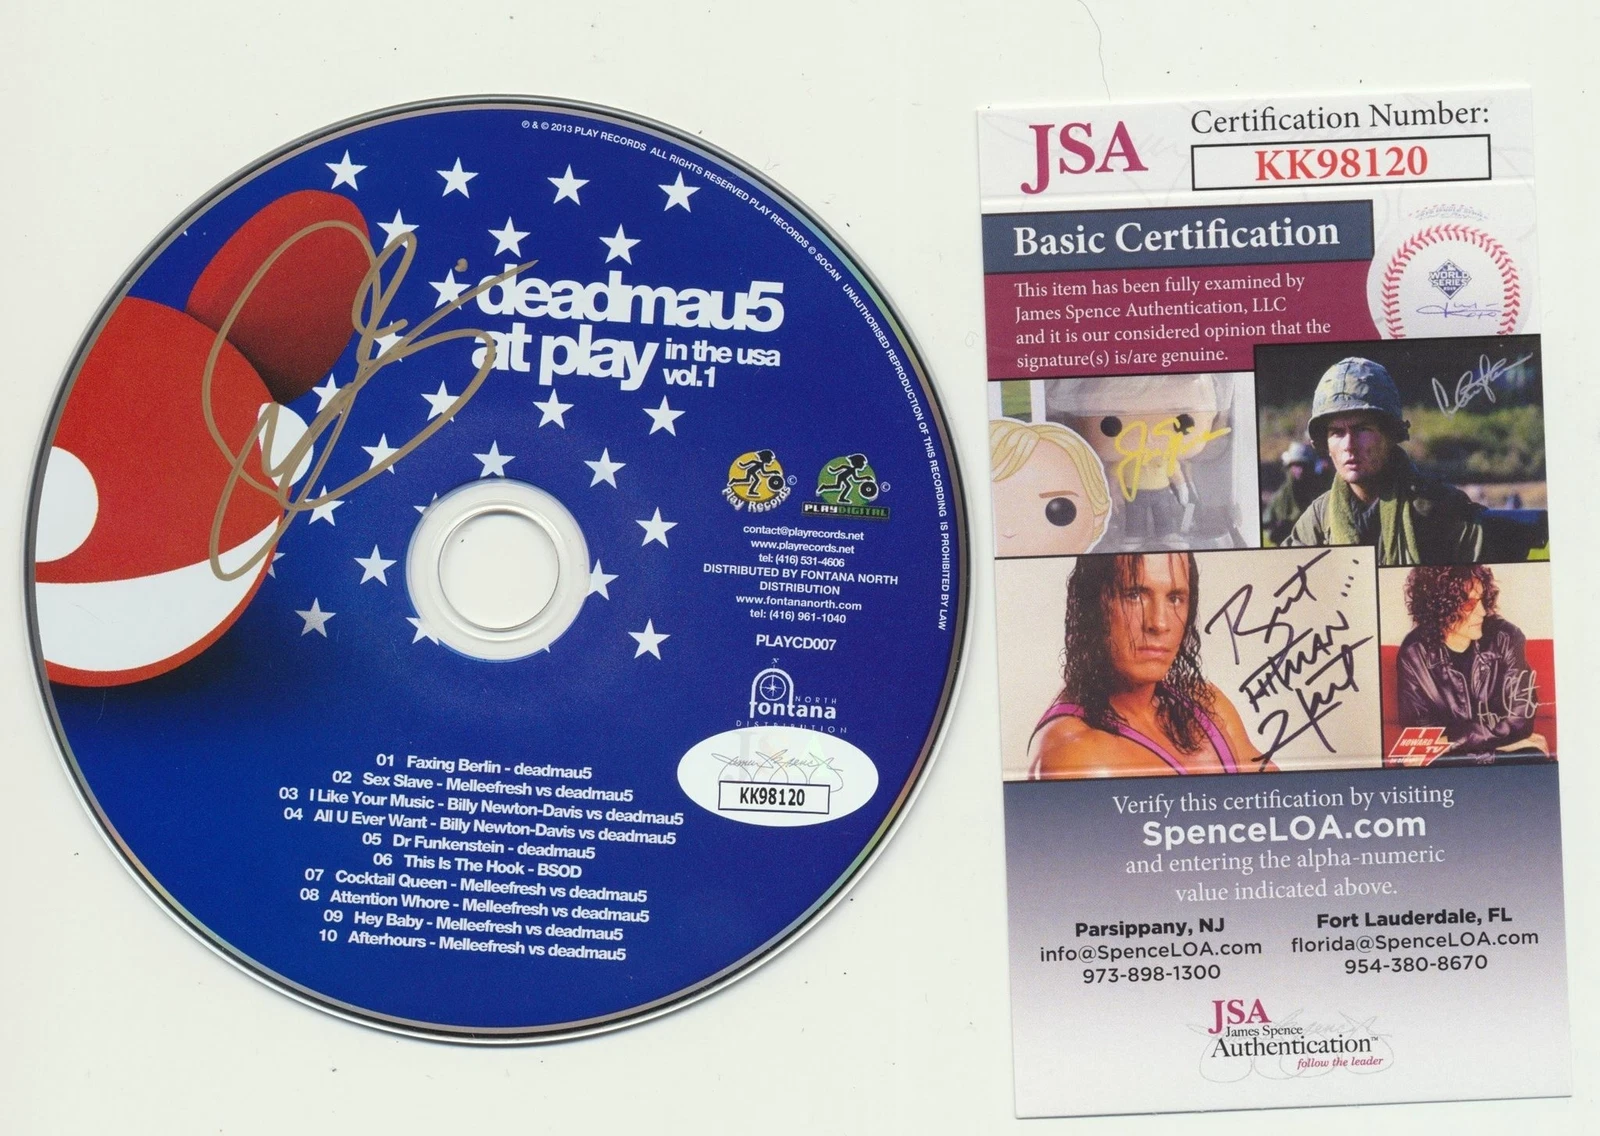 ℗ & © 2013 PLAY RECORDS ALL RIGHTS RESERVED PLAY RECORDS © SOCAN UNAUTHORISED REPRODUCTION OF THIS RECORDING IS PROHIBITED BY LAW
deadmau5
at play in the usa
vol.1
Play Records ©
PLAYDIGITAL ©
contact@playrecords.net
www.playrecords.net
tel: (416) 531-4606
DISTRIBUTED BY FONTANA NORTH
DISTRIBUTION
www.fontananorth.com
tel: (416) 961-1040
PLAYCD007
N
NORTH
fontana
DISTRIBUTION
JSA
KK98120
01 Faxing Berlin - deadmau5
02 Sex Slave - Melleefresh vs deadmau5
03 I Like Your Music - Billy Newton-Davis vs deadmau5
04 All U Ever Want - Billy Newton-Davis vs deadmau5
05 Dr Funkenstein - deadmau5
06 This Is The Hook - BSOD
07 Cocktail Queen - Melleefresh vs deadmau5
08 Attention Whore - Melleefresh vs deadmau5
09 Hey Baby - Melleefresh vs deadmau5
10 Afterhours - Melleefresh vs deadmau5
JSA
Certification Number:
KK98120
Basic Certification
This item has been fully examined by
James Spence Authentication, LLC
and it is our considered opinion that the
signature(s) is/are genuine.
WORLD
SERIES
Bret
HITMAN
Hart
HOWARD TV
Verify this certification by visiting
SpenceLOA.com
and entering the alpha-numeric
value indicated above.
Parsippany, NJ
info@SpenceLOA.com
973-898-1300
Fort Lauderdale, FL
florida@SpenceLOA.com
954-380-8670
JSA
James Spence
Authentication™
follow the leader